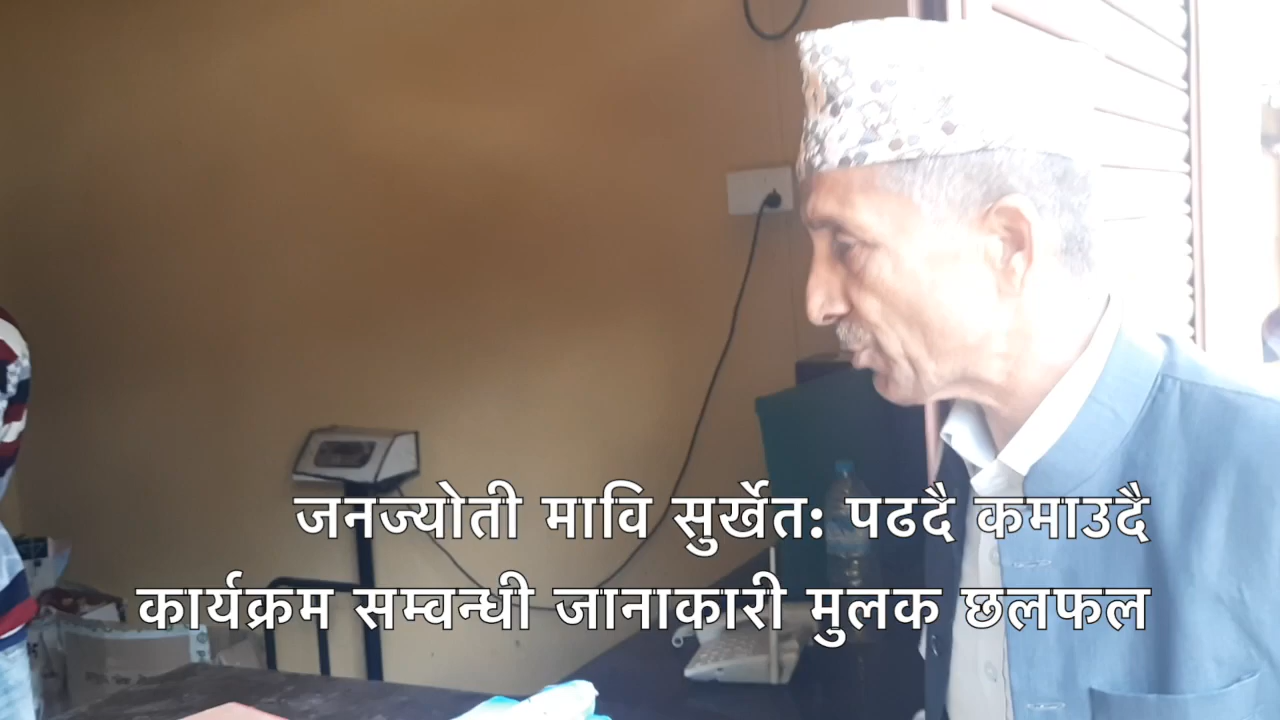 जनज्योती मावि सुर्खेत: पढदै कमाउदै
कार्यक्रम सम्वन्धी जानाकारी मुलक छलफल